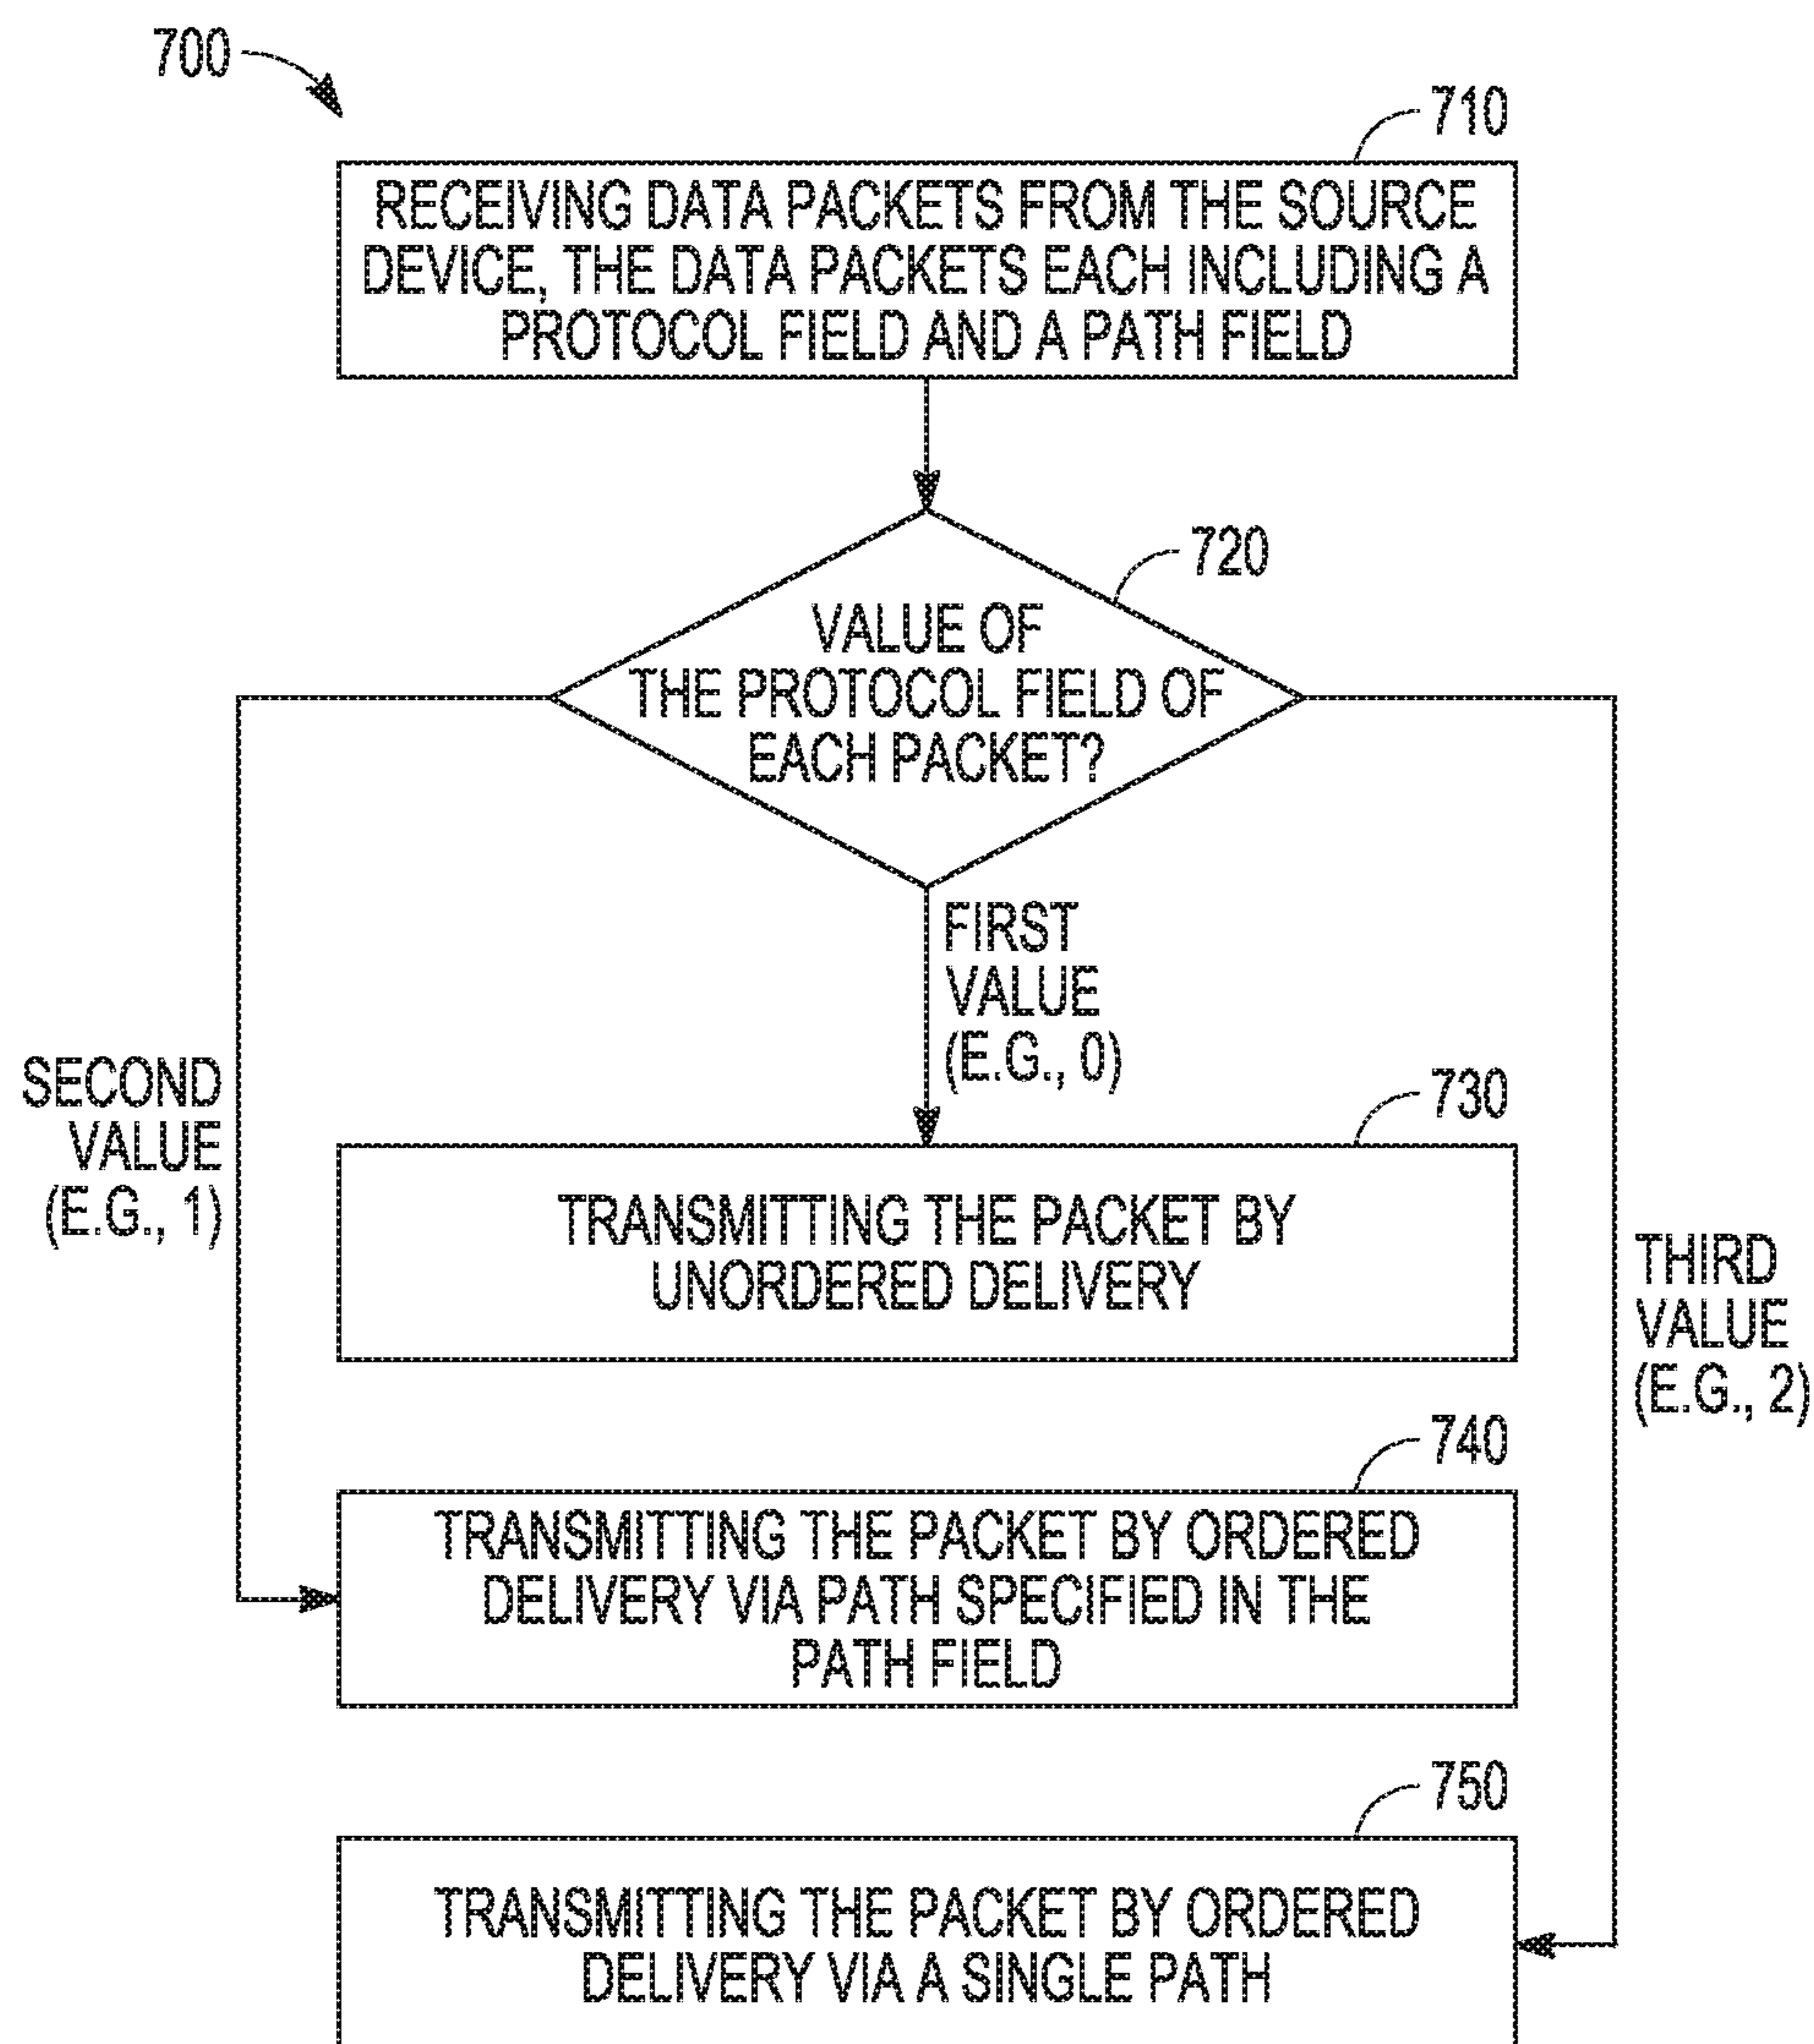 700
710
RECEIVING DATA PACKETS FROM THE SOURCE
DEVICE, THE DATA PACKETS EACH INCLUDING A
PROTOCOL FIELD AND A PATH FIELD
720
VALUE OF
THE PROTOCOL FIELD OF
EACH PACKET?
FIRST
VALUE
(E.G., 0)
SECOND
VALUE
(E.G., 1)
THIRD
VALUE
(E.G., 2)
730
TRANSMITTING THE PACKET BY
UNORDERED DELIVERY
740
TRANSMITTING THE PACKET BY ORDERED
DELIVERY VIA PATH SPECIFIED IN THE
PATH FIELD
750
TRANSMITTING THE PACKET BY ORDERED
DELIVERY VIA A SINGLE PATH